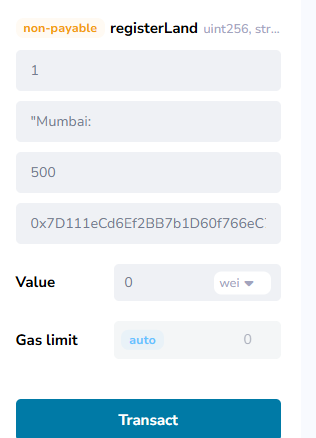 non-payable registerLand uint256, str...
1
"Mumbai:
500
0x7D111eCd6Ef2BB7b1D60f766eC
Value 0 wei
Gas limit auto 0
Transact